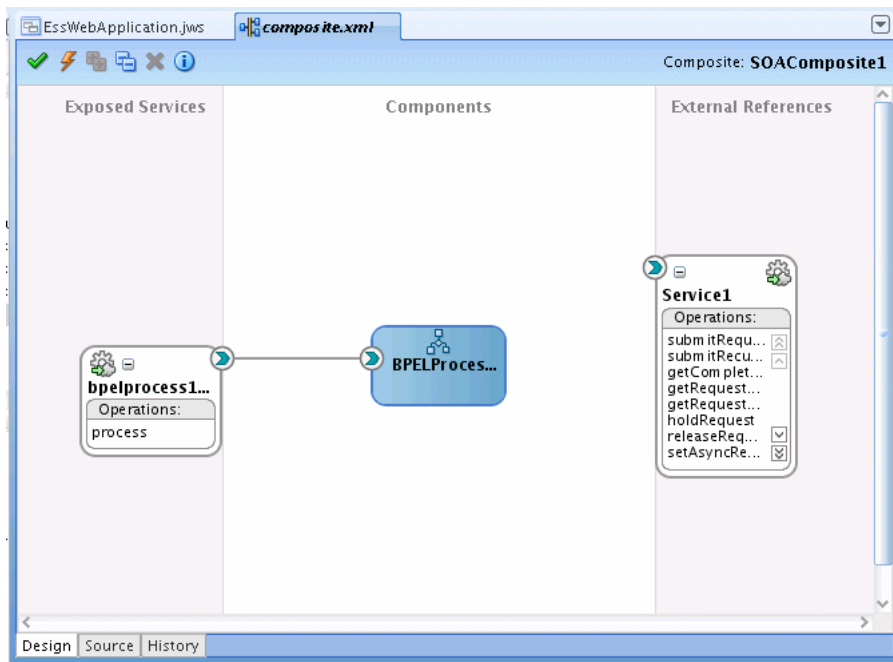 EssWebApplication.jws
composite.xml
Composite: SOAComposite1
Exposed Services
Components
External References
bpelprocess1...
Operations:
process
BPELProces...
Service1
Operations:
submitRequ...
submitRecu...
getComplet...
getRequest...
getRequest...
holdRequest
releaseReq...
setAsyncRe...
Design
Source
History